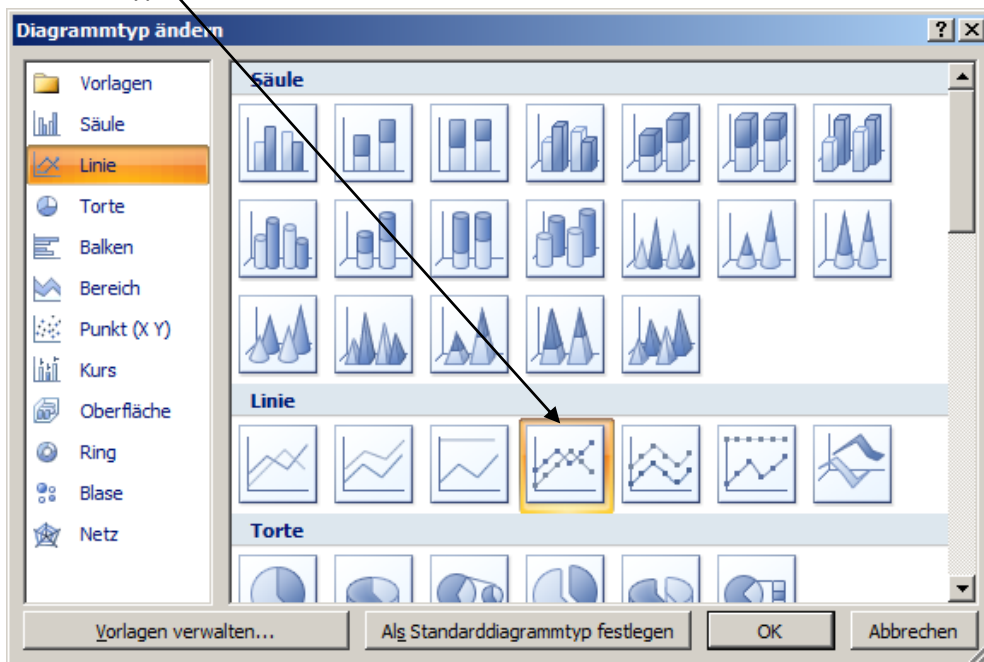 Diagrammtyp ändern
Vorlagen
Säule
Linie
Torte
Balken
Bereich
Punkt (X Y)
Kurs
Oberfläche
Ring
Blase
Netz
Säule
Linie
Torte
Vorlagen verwalten...
Als Standarddiagrammtyp festlegen
OK
Abbrechen